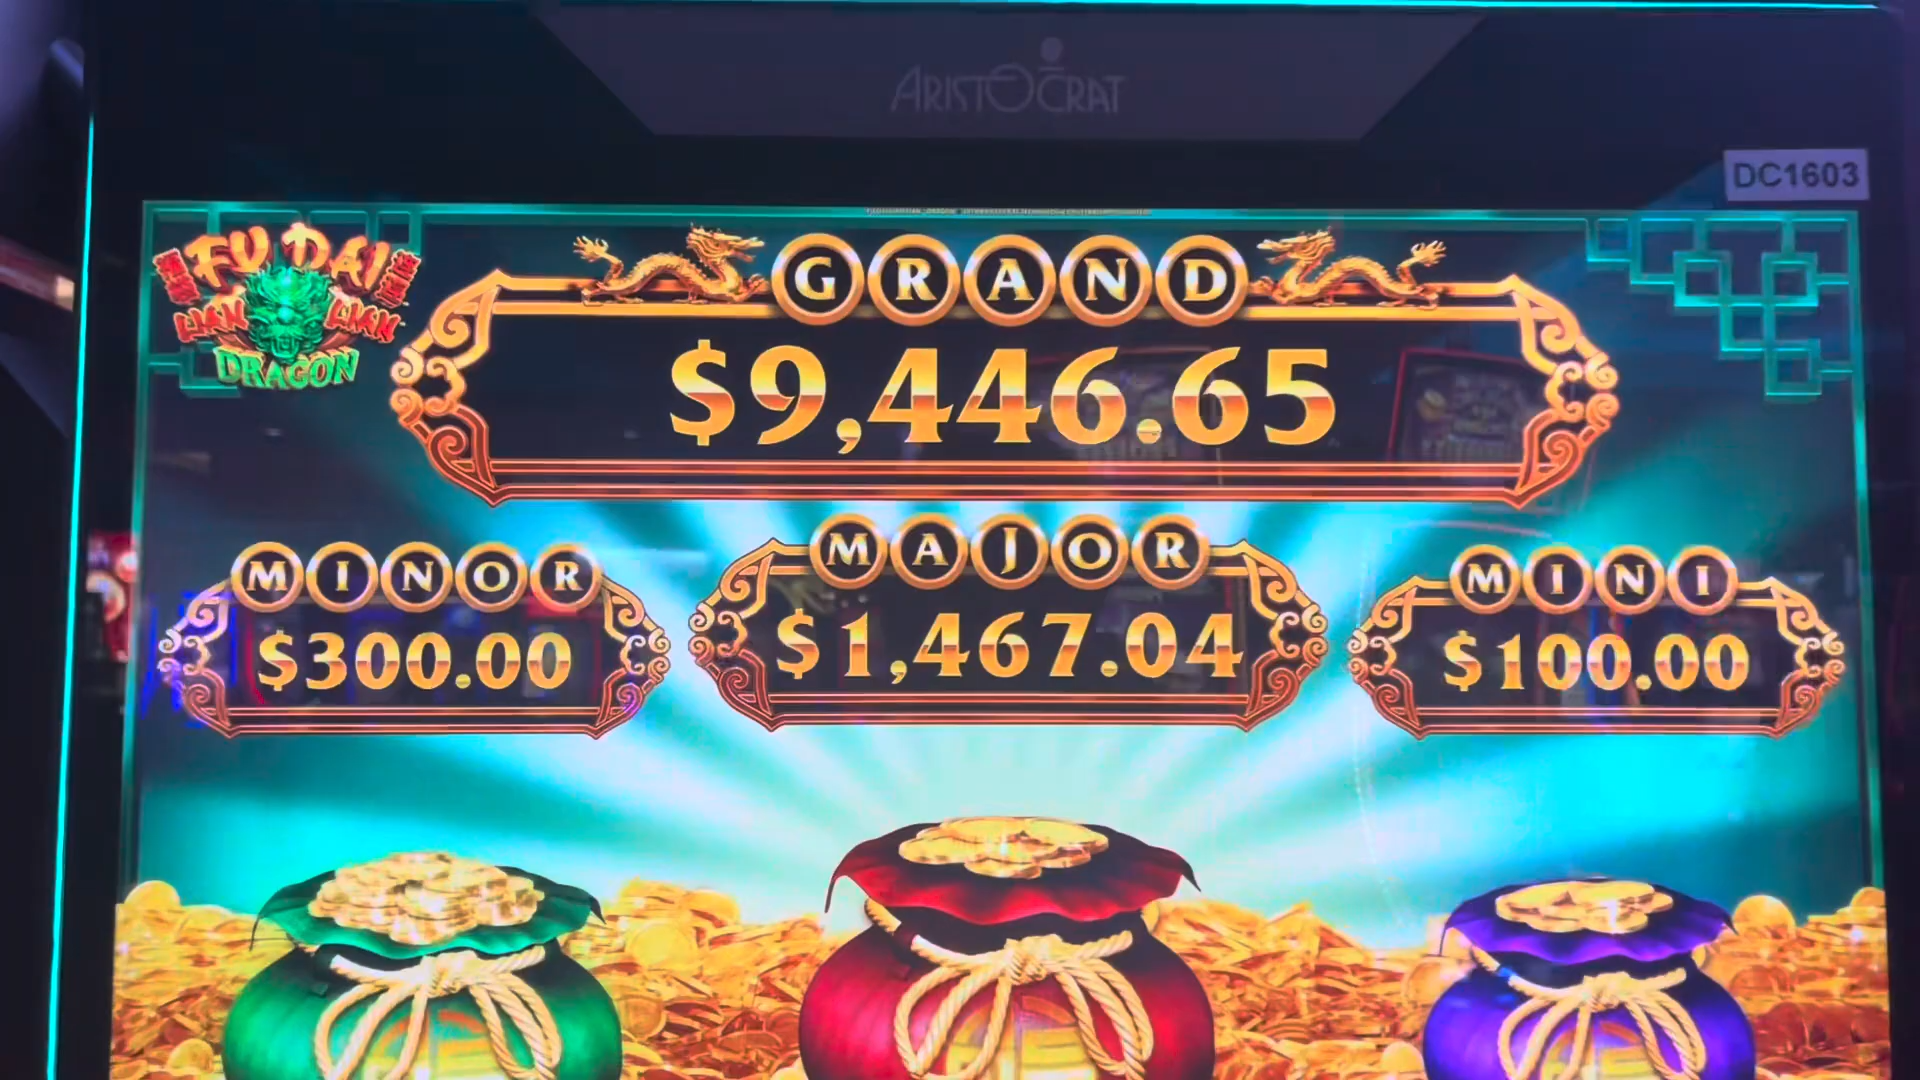 ARISTOCRAT
DC1603
FU DAI
LIAN LIAN
DRAGON
GRAND
$9,446.65
MINOR
$300.00
MAJOR
$1,467.04
MINI
$100.00